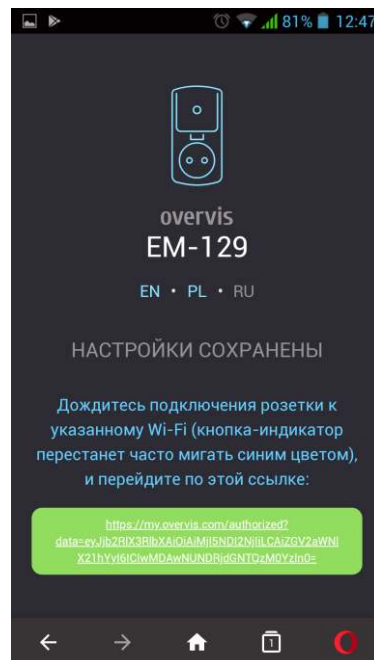 81% 12:47
overvis
EM-129
EN • PL • RU
НАСТРОЙКИ СОХРАНЕНЫ
Дождитесь подключения розетки к
указанному Wi-Fi (кнопка-индикатор
перестанет часто мигать синим цветом),
и перейдите по этой ссылке:
https://my.overvis.com/authorized?
1